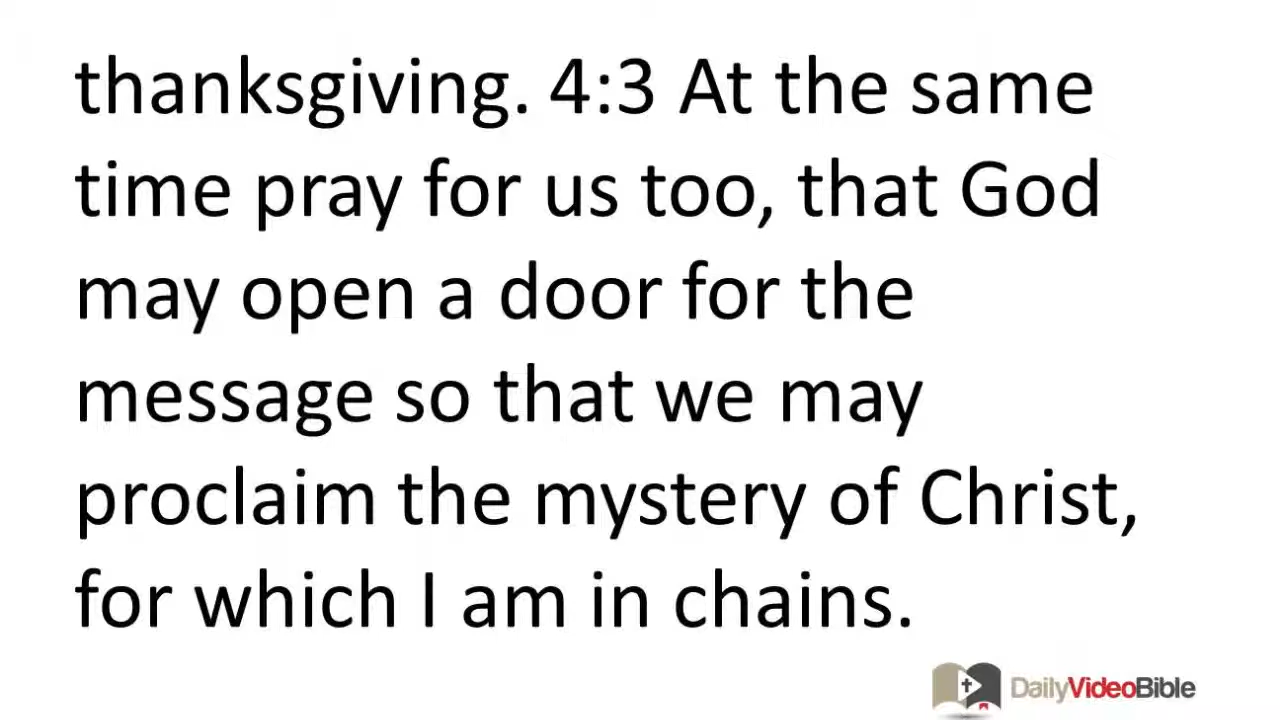 thanksgiving. 4:3 At the same
time pray for us too, that God
may open a door for the
message so that we may
proclaim the mystery of Christ,
for which I am in chains.
DailyVideoBible